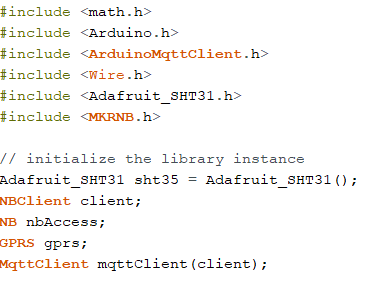 #include <math.h>
#include <Arduino.h>
#include <ArduinoMqttClient.h>
#include <Wire.h>
#include <Adafruit_SHT31.h>
#include <MKRNB.h>
// initialize the library instance
Adafruit_SHT31 sht35 = Adafruit_SHT31();
NBClient client;
NB nbAccess;
GPRS gprs;
MqttClient mqttClient(client);